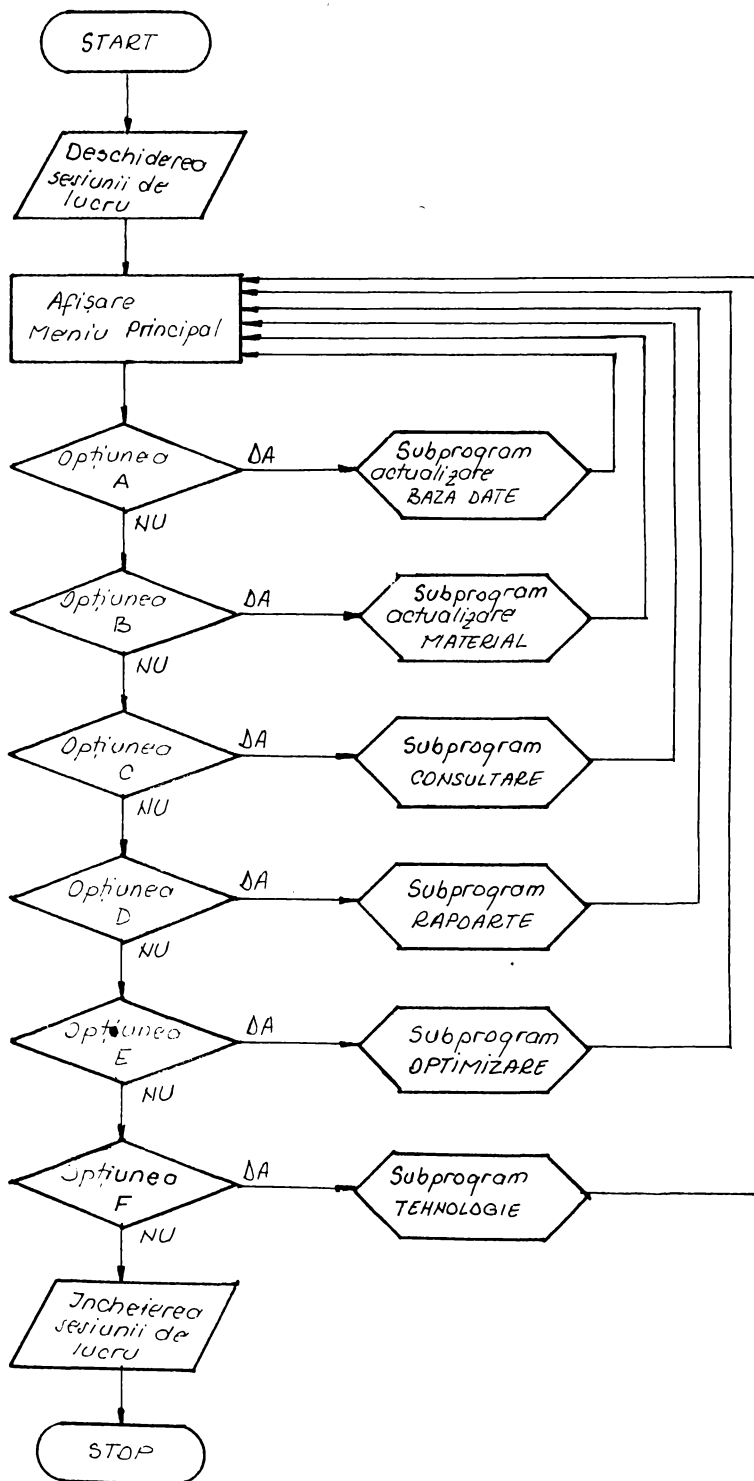 START
Deschiderea
sesiunii de
lucru
Afișare
Meniu Principal
Opțiunea
A
DA
Subprogram
actualizare
BAZA DATE
NU
Opțiunea
B
DA
Subprogram
actualizare
MATERIAL
NU
Opțiunea
C
DA
Subprogram
CONSULTARE
NU
Opțiunea
D
DA
Subprogram
RAPOARTE
NU
Opțiunea
E
DA
Subprogram
OPTIMIZARE
NU
Opțiunea
F
DA
Subprogram
TEHNOLOGIE
NU
Incheierea
sesiunii de
lucru
STOP